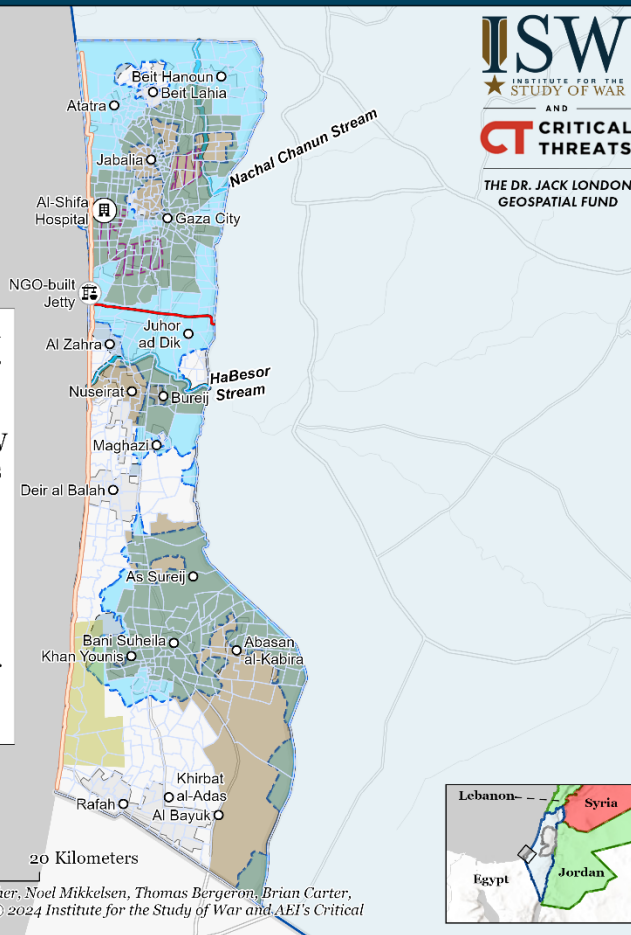 ISW
INSTITUTE FOR THE
STUDY OF WAR
AND
CT CRITICAL
THREATS
THE DR. JACK LONDON
GEOSPATIAL FUND
Beit Hanoun
Beit Lahia
Atatra
Nachal Chanun Stream
Jabalia
Al-Shifa
Hospital
Gaza City
NGO-built
Jetty
Juhor
ad Dik
Al Zahra
HaBesor
Stream
Nuseirat
Bureij
Maghazi
Deir al Balah
As Sureij
Bani Suheila
Abasan
al-Kabira
Khan Younis
Khirbat
al-Adas
Rafah
Al Bayuk
20 Kilometers
Lebanon
Syria
Egypt
Jordan
Noel Mikkelsen, Thomas Bergeron, Brian Carter,
© 2024 Institute for the Study of War and AEI's Critical